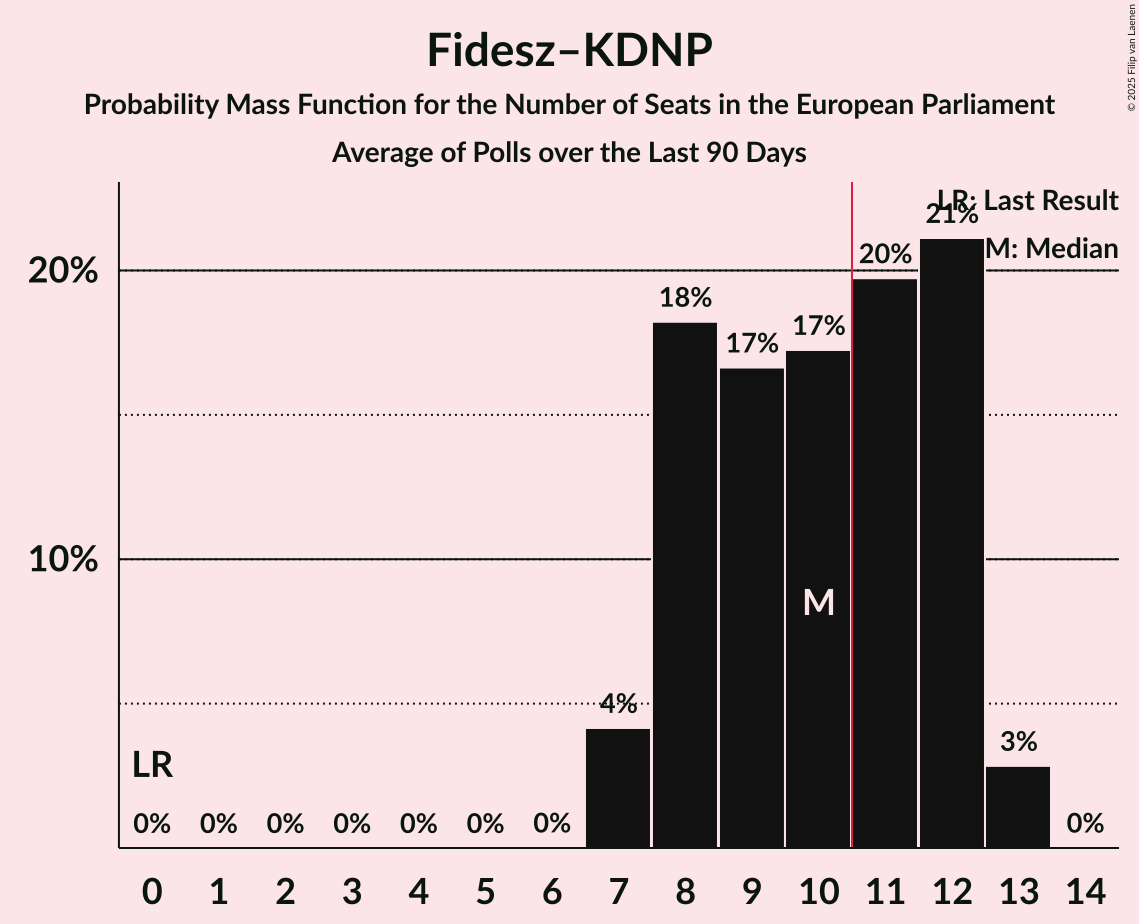 Fidesz–KDNP
Probability Mass Function for the Number of Seats in the European Parliament
Average of Polls over the Last 90 Days
© 2025 Filip van Laenen
LR: Last Result
M: Median
20%
10%
0% 0% 0% 0% 0% 0% 0% 4% 18% 17% 17% 20% 21% 3% 0%
LR
M
0 1 2 3 4 5 6 7 8 9 10 11 12 13 14